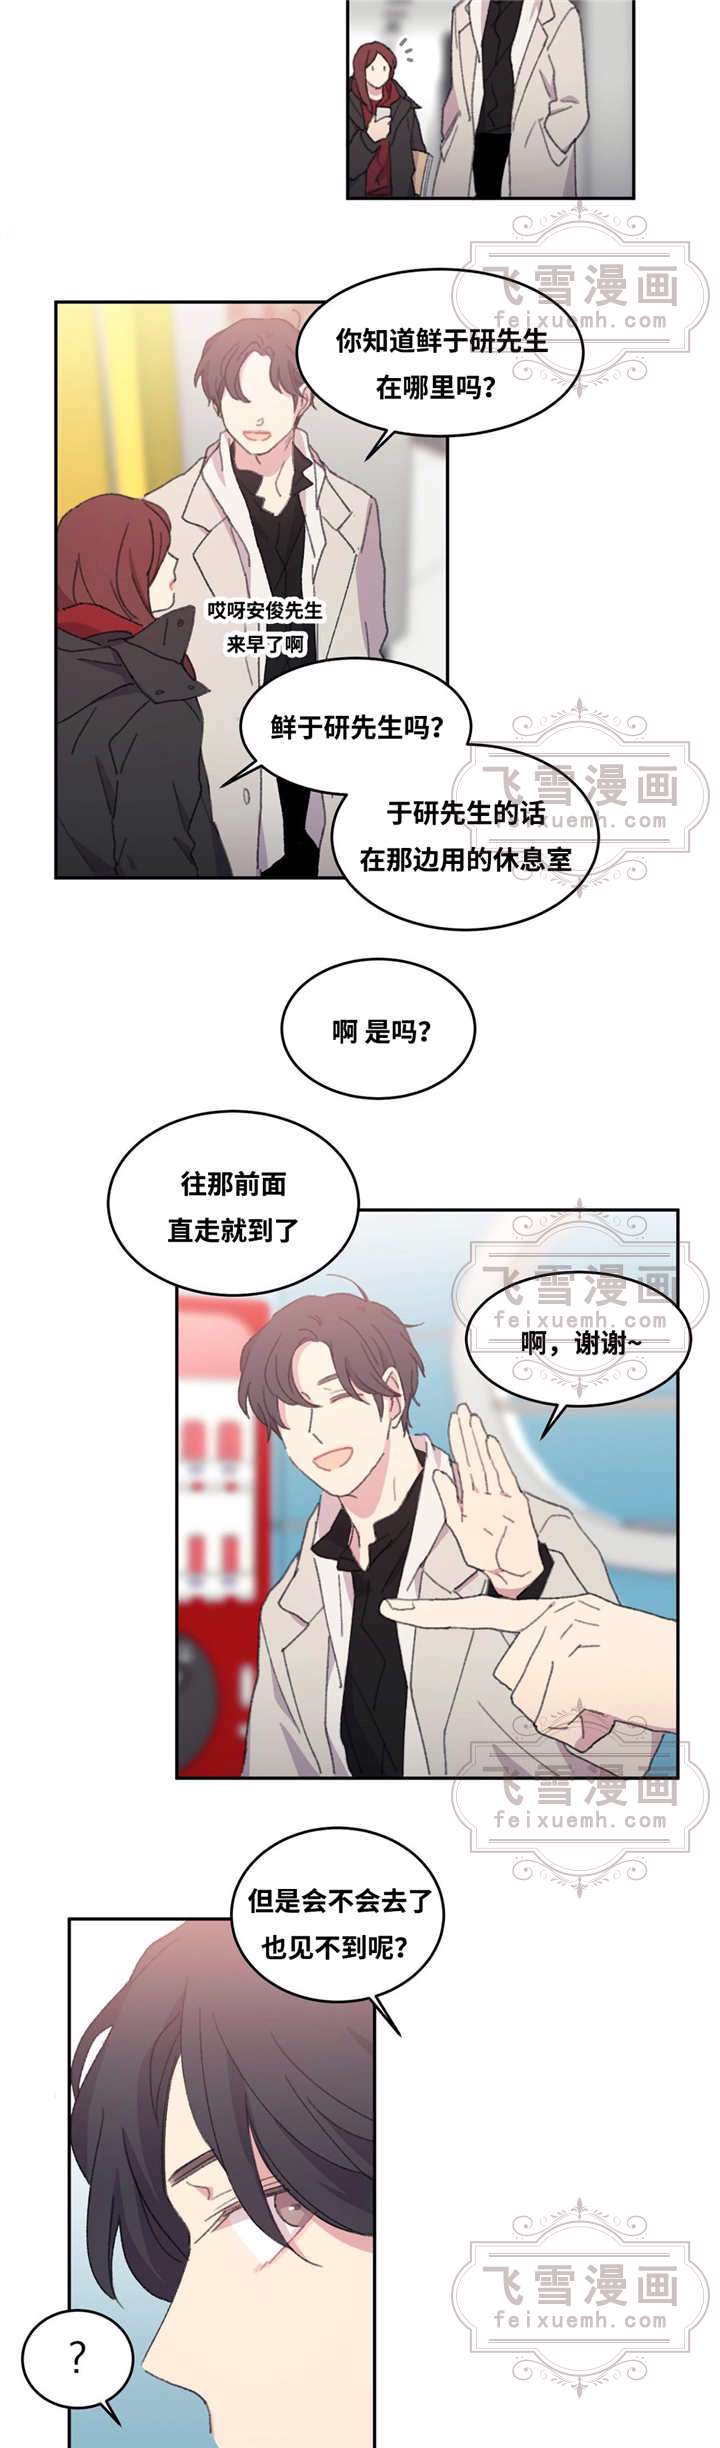 飞雪漫画
feixuemh.com
你知道鲜于研先生
在哪里吗？
哎呀安俊先生
来早了啊
鲜于研先生吗？
于研先生的话
在那边用的休息室
飞雪漫画
feixuemh.com
啊 是吗？
往那前面
直走就到了
飞雪漫画
feixuemh.com
啊，谢谢~
飞雪漫画
feixuemh.com
但是会不会去了
也见不到呢？
飞雪漫画
feixuemh.com
？